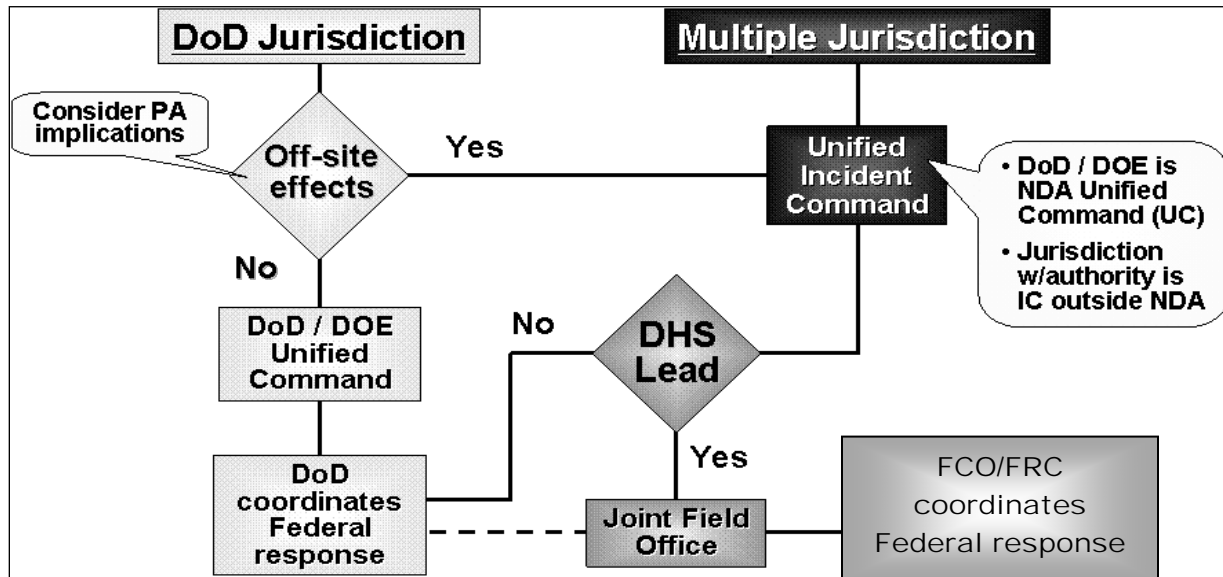 DoD Jurisdiction
Multiple Jurisdiction
Consider PA
implications
Off-site
effects
Yes
Unified
Incident
Command
• DoD / DOE is
NDA Unified
Command (UC)
• Jurisdiction
w/authority is
IC outside NDA
No
DoD / DOE
Unified
Command
No
DHS
Lead
Yes
DoD
coordinates
Federal
response
Joint Field
Office
FCO/FRC
coordinates
Federal response